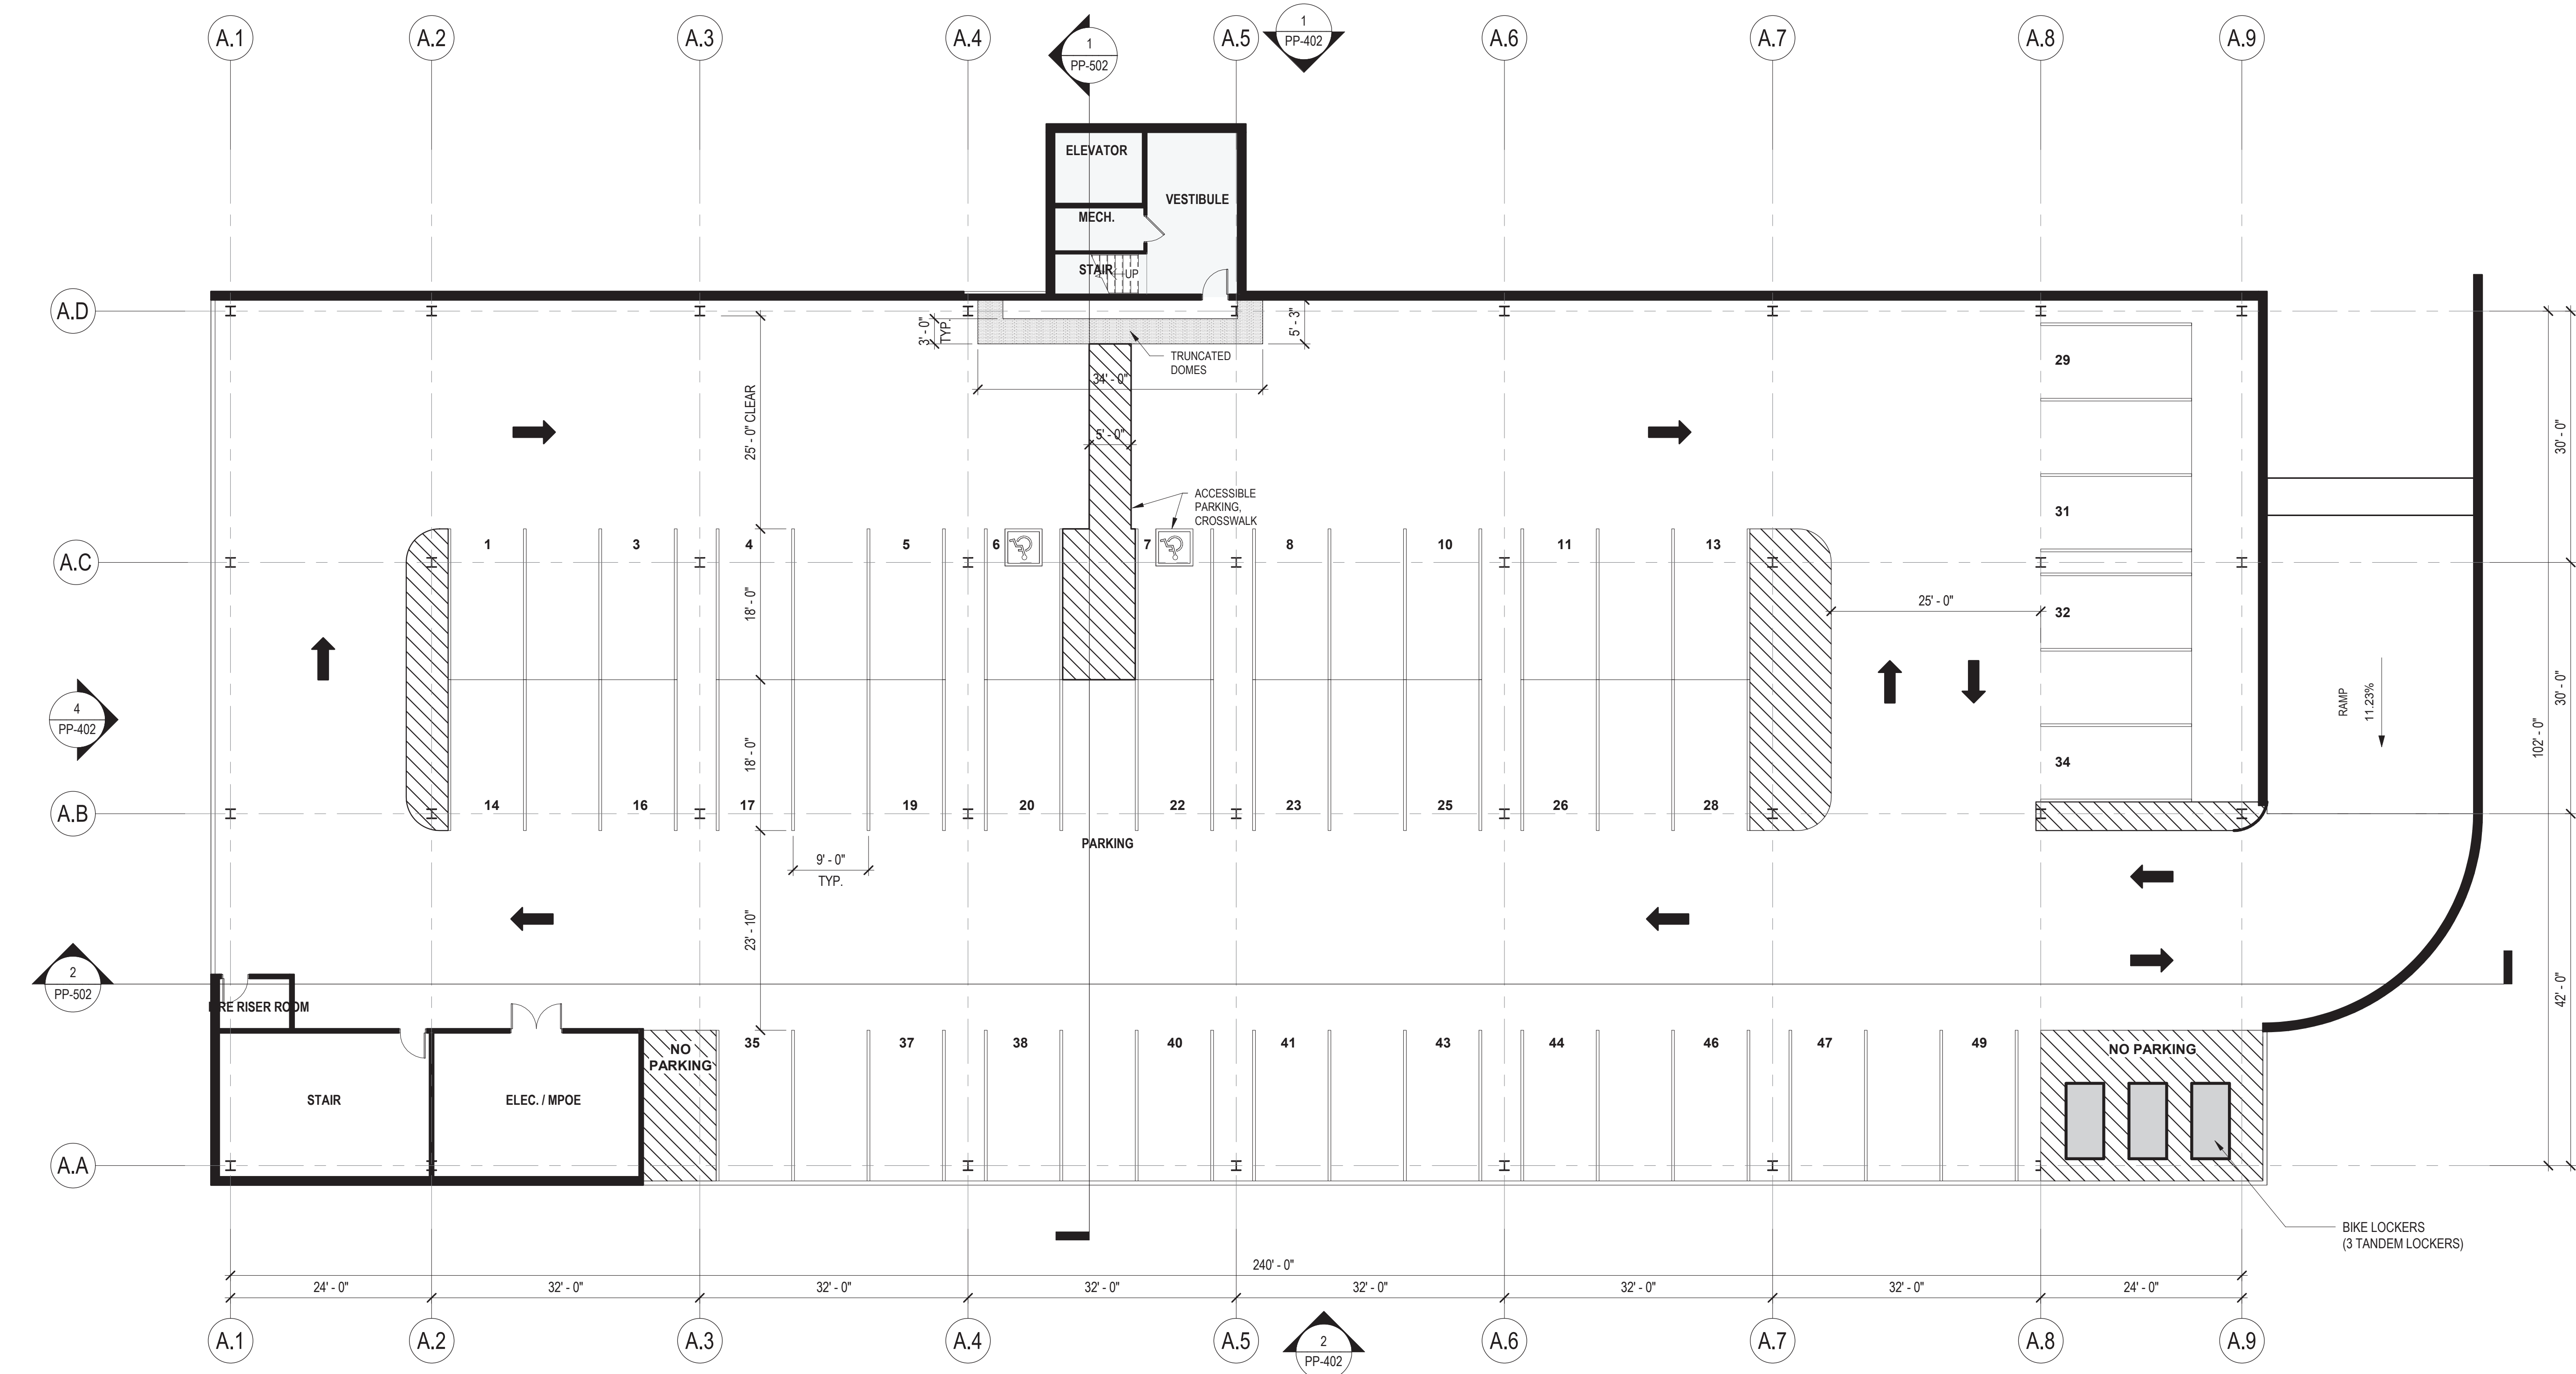 A.1
A.2
A.3
A.4
1
PP-502
A.5
1
PP-402
A.6
A.7
A.8
A.9
ELEVATOR
VESTIBULE
MECH.
STAIR
UP
A.D
3' - 0"
TYP.
5' - 3"
TRUNCATED
DOMES
34' - 0"
29
25' - 0" CLEAR
5' - 0"
30' - 0"
ACCESSIBLE
PARKING,
CROSSWALK
31
1
3
4
5
6
7
8
10
11
13
A.C
18' - 0"
25' - 0"
32
4
PP-402
RAMP
11.23%
30' - 0"
102' - 0"
18' - 0"
34
14
16
17
19
20
22
23
25
26
28
A.B
PARKING
9' - 0"
TYP.
23' - 10"
2
PP-502
42' - 0"
RISER ROOM
NO
PARKING
35
37
38
40
41
43
44
46
47
49
NO PARKING
STAIR
ELEC. / MPOE
A.A
BIKE LOCKERS
(3 TANDEM LOCKERS)
240' - 0"
24' - 0"
32' - 0"
32' - 0"
32' - 0"
32' - 0"
32' - 0"
32' - 0"
24' - 0"
A.1
A.2
A.3
A.4
A.5
2
PP-402
A.6
A.7
A.8
A.9